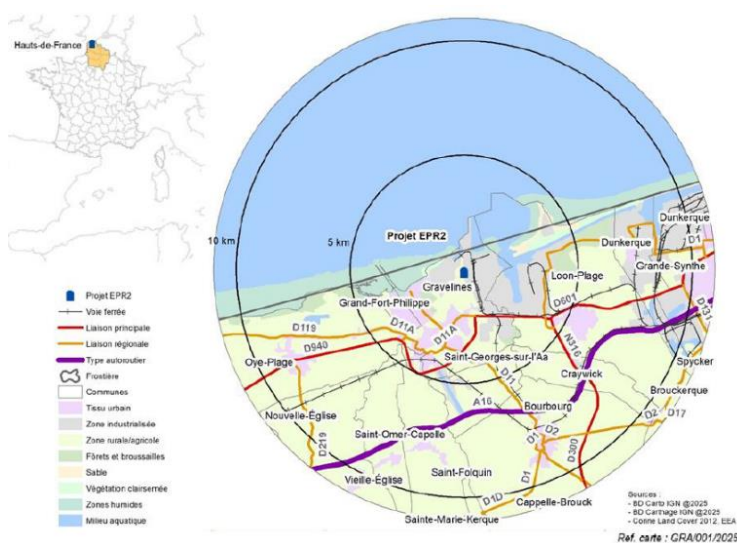 Hauts-de-France
Projet EPR2
Voie ferrée
Liaison principale
Liaison régionale
Type autoroutier
Frontière
Communes
Tissu urbain
Zone industrialisée
Zone rurale/agricole
Fôrets et broussailles
Sable
Végétation clairsemée
Zones humides
Milieu aquatique
10 km
5 km
Projet EPR2
Dunkerque
Dunkerque
D1
Grande-Synthe
Loon-Plage
Gravelines
Grand-Fort-Philippe
D601
D131
D119
D11A
D11A
D940
N316
Oye-Plage
Saint-Georges-sur-l'Aa
Spycker
Craywick
D11
Brouckerque
A16
Nouvelle-Église
Bourbourg
D2
D17
D219
Saint-Omer-Capelle
D1
D2
D300
Saint-Folquin
Vieille-Église
D1D
D1
Cappelle-Brouck
Sainte-Marie-Kerque
Sources :
- BD Carto IGN @2025
- BD Carthage IGN @2025
- Corine Land Cover 2012, EEA
Ref. carte : GRA/001/2025